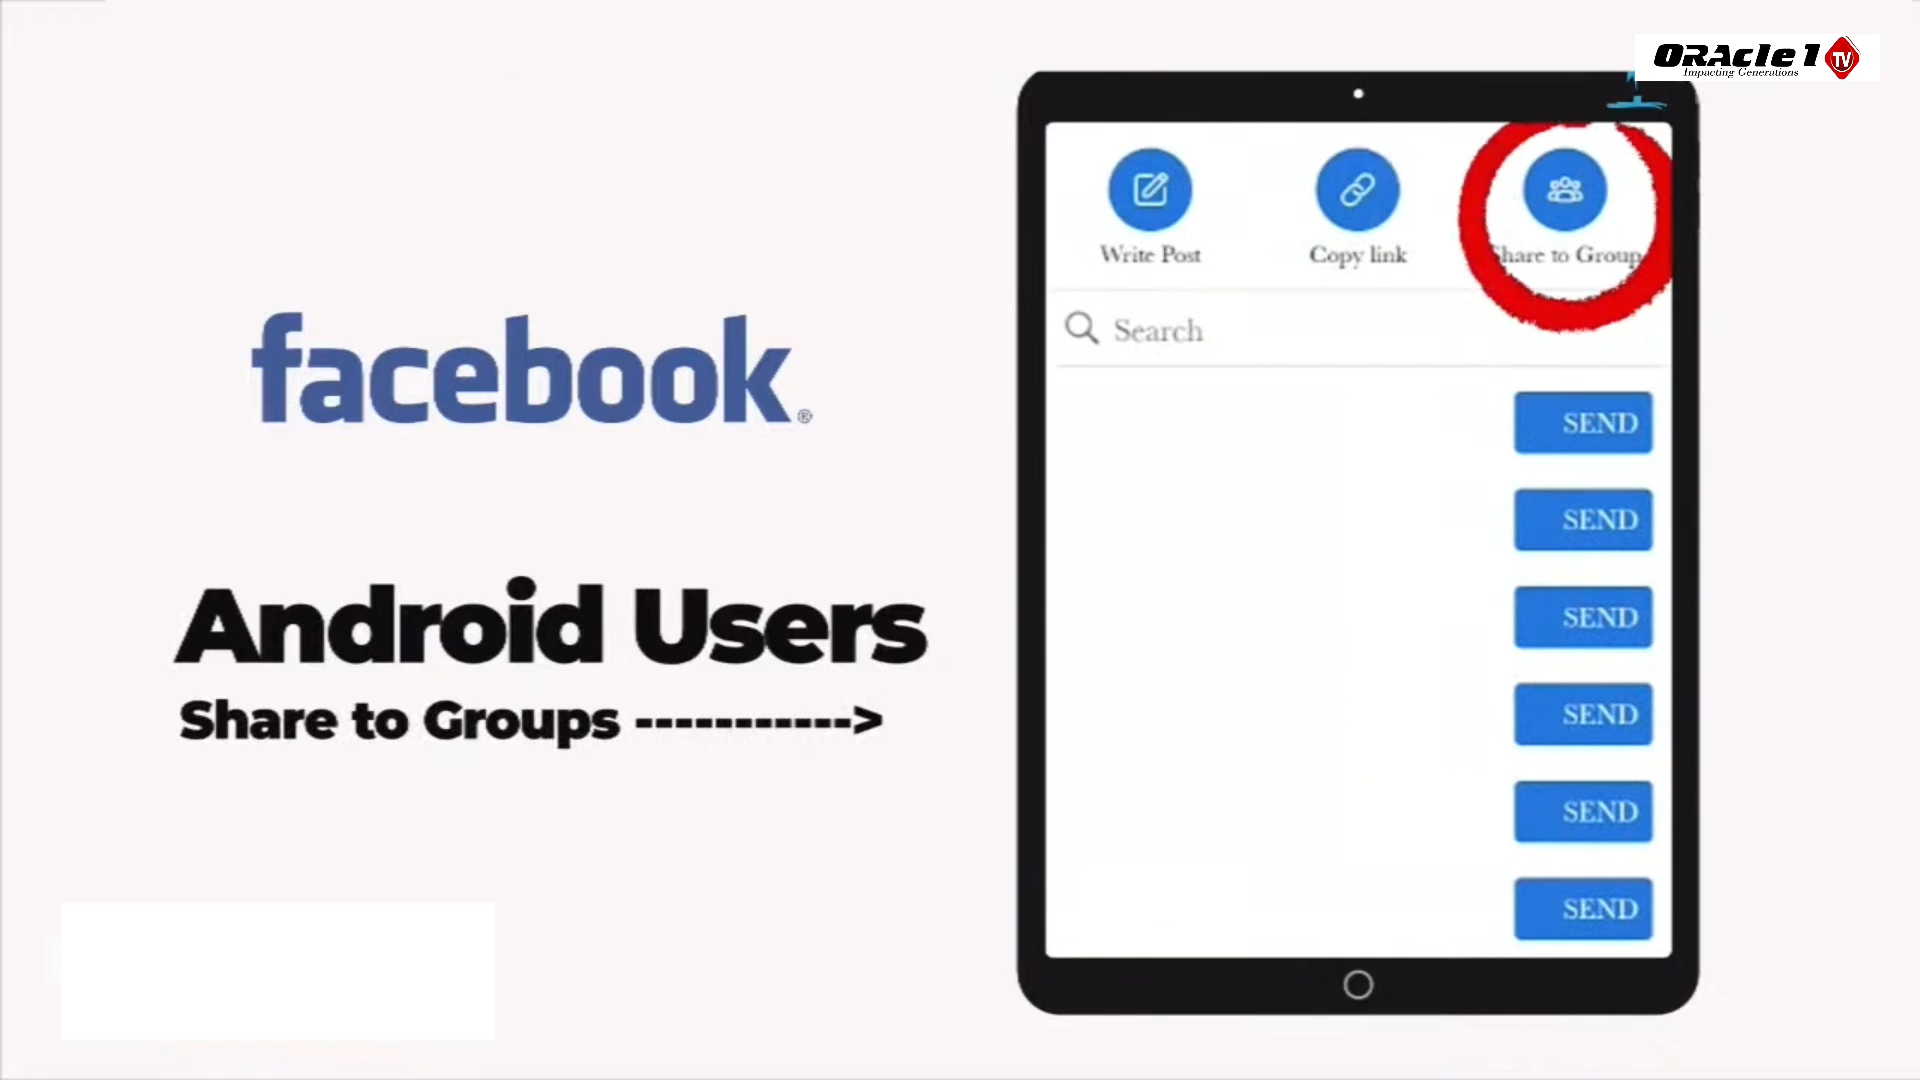 ORAcle 1 TV
Impacting Generations
facebook®
Android Users
Share to Groups ----------->
Write Post
Copy link
Share to Group
Search
SEND
SEND
SEND
SEND
SEND
SEND